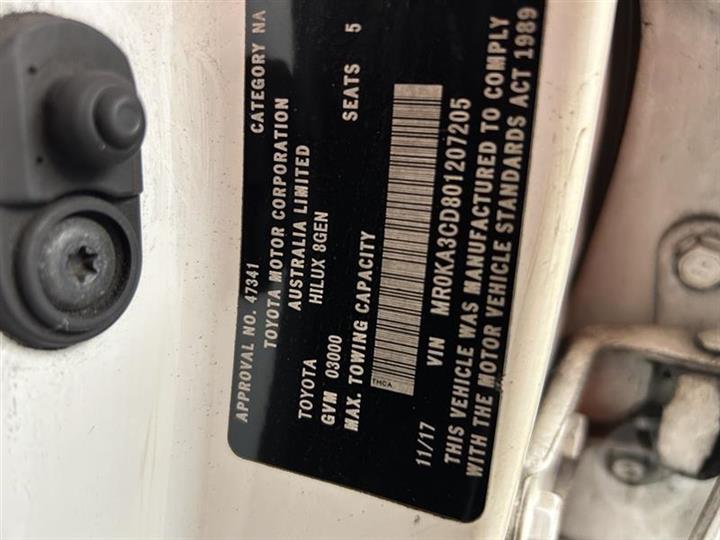 APPROVAL NO. 47341 CATEGORY NA
TOYOTA MOTOR CORPORATION
AUSTRALIA LIMITED
TOYOTA HILUX 8GEN
GVM 03000 SEATS 5
MAX. TOWING CAPACITY
TMCA
11/17 VIN MR0KA3CD801207205
THIS VEHICLE WAS MANUFACTURED TO COMPLY
WITH THE MOTOR VEHICLE STANDARDS ACT 1989